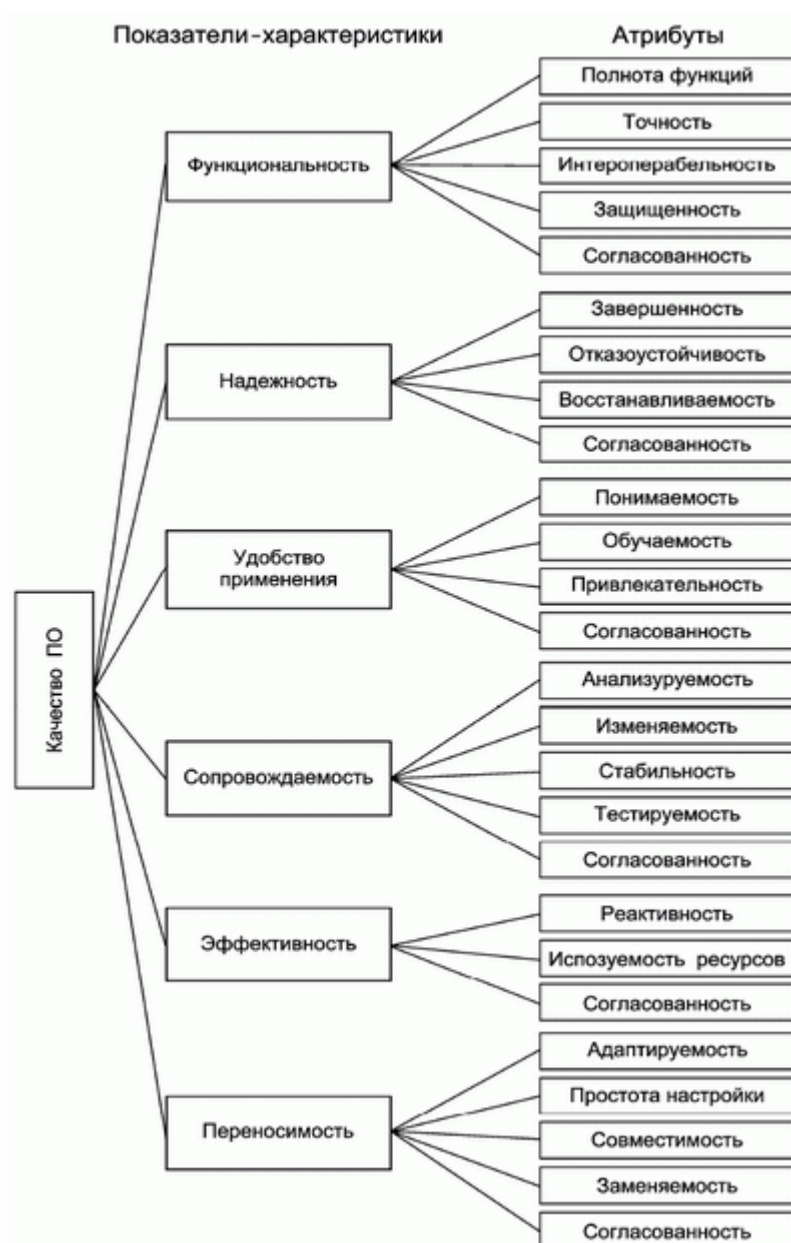 Показатели-характеристики
Атрибуты
Функциональность
Полнота функций
Точность
Интероперабельность
Защищенность
Согласованность
Надежность
Завершенность
Отказоустойчивость
Восстанавливаемость
Согласованность
Удобство
применения
Понимаемость
Обучаемость
Привлекательность
Согласованность
Качество ПО
Сопровождаемость
Анализуруемость
Изменяемость
Стабильность
Тестируемость
Согласованность
Эффективность
Реактивность
Испозуемость ресурсов
Согласованность
Переносимость
Адаптируемость
Простота настройки
Совместимость
Заменяемость
Согласованность